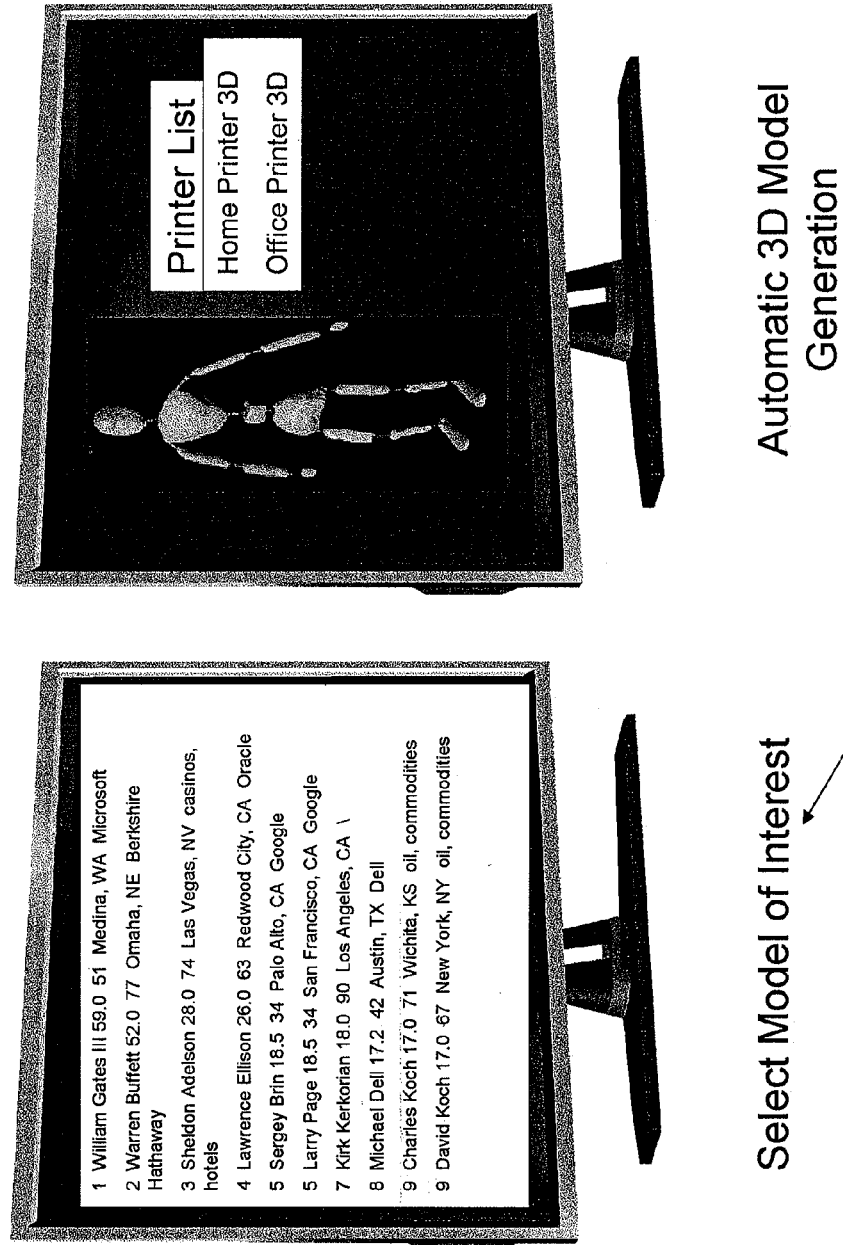 1 William Gates III 59.0 51 Medina, WA Microsoft
2 Warren Buffett 52.0 77 Omaha, NE Berkshire
Hathaway
3 Sheldon Adelson 28.0 74 Las Vegas, NV casinos,
hotels
4 Lawrence Ellison 26.0 63 Redwood City, CA Oracle
5 Sergey Brin 18.5 34 Palo Alto, CA Google
5 Larry Page 18.5 34 San Francisco, CA Google
7 Kirk Kerkorian 18.0 90 Los Angeles, CA \
8 Michael Dell 17.2 42 Austin, TX Dell
9 Charles Koch 17.0 71 Wichita, KS oil, commodities
9 David Koch 17.0 67 New York, NY oil, commodities
Select Model of Interest
Printer List
Home Printer 3D
Office Printer 3D
Automatic 3D Model
Generation